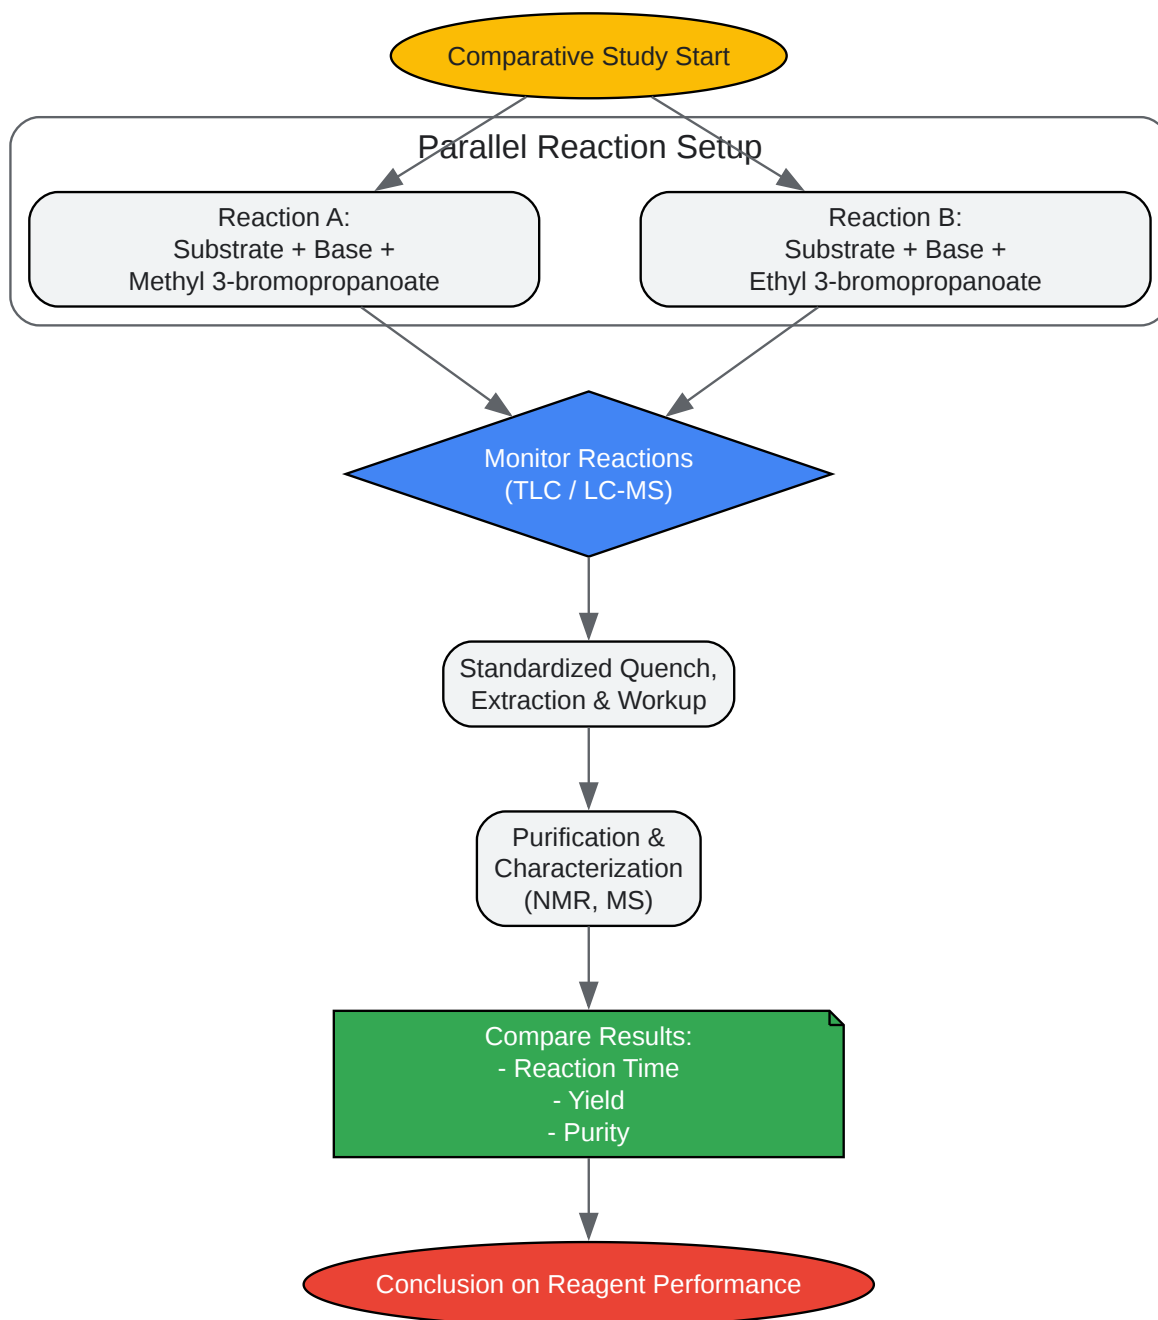 Comparative Study Start
Parallel Reaction Setup
Reaction A:
Substrate + Base +
Methyl 3-bromopropanoate
Reaction B:
Substrate + Base +
Ethyl 3-bromopropanoate
Monitor Reactions
(TLC / LC-MS)
Standardized Quench,
Extraction & Workup
Purification &
Characterization
(NMR, MS)
Compare Results:
- Reaction Time
- Yield
- Purity
Conclusion on Reagent Performance